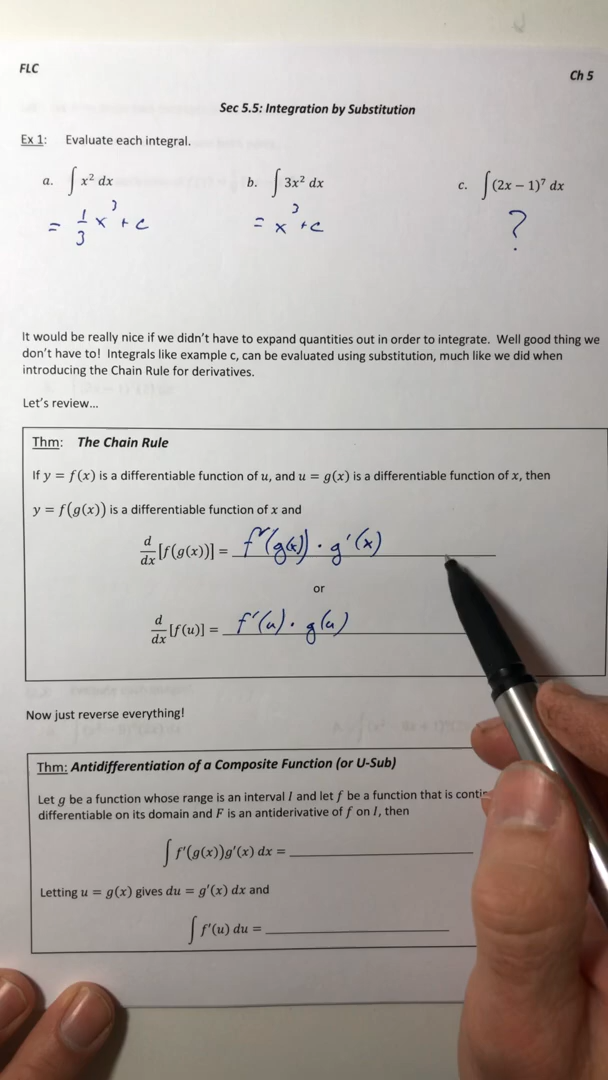 FLC
Ch 5
Sec 5.5: Integration by Substitution
Ex 1: Evaluate each integral.
a. ∫ x² dx b. ∫ 3x² dx c. ∫ (2x – 1)⁷ dx
= 1/3 x³ + c = x³ + c ?
It would be really nice if we didn't have to expand quantities out in order to integrate. Well good thing we
don't have to! Integrals like example c, can be evaluated using substitution, much like we did when
introducing the Chain Rule for derivatives.
Let's review...
Thm: The Chain Rule
If y = f(x) is a differentiable function of u, and u = g(x) is a differentiable function of x, then
y = f(g(x)) is a differentiable function of x and
d/dx [f(g(x))] = f'(g(x)) · g'(x)
or
d/dx [f(u)] = f'(u) · g(u)
Now just reverse everything!
Thm: Antidifferentiation of a Composite Function (or U-Sub)
Let g be a function whose range is an interval I and let f be a function that is
differentiable on its domain and F is an antiderivative of f on I, then
∫ f'(g(x))g'(x) dx =
Letting u = g(x) gives du = g'(x) dx and
∫ f'(u) du =